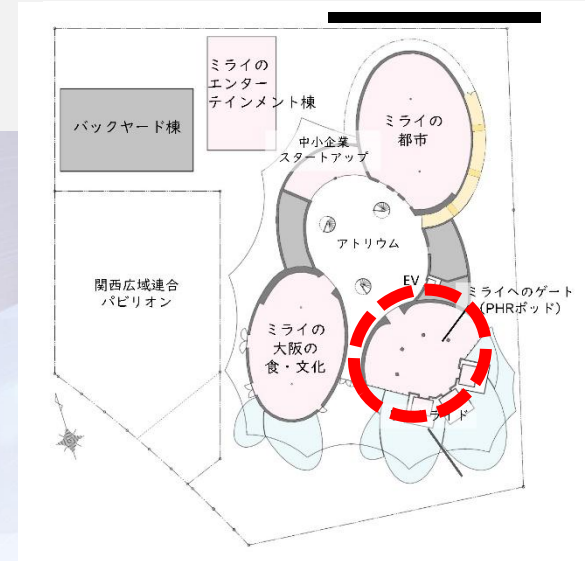 ミライの
エンター
テインメント棟
バックヤード棟
ミライの
都市
中小企業
スタートアップ
アトリウム
関西広域連合
パビリオン
EV
ミライへのゲート
(PHRポッド)
ミライの
大阪の
食・文化